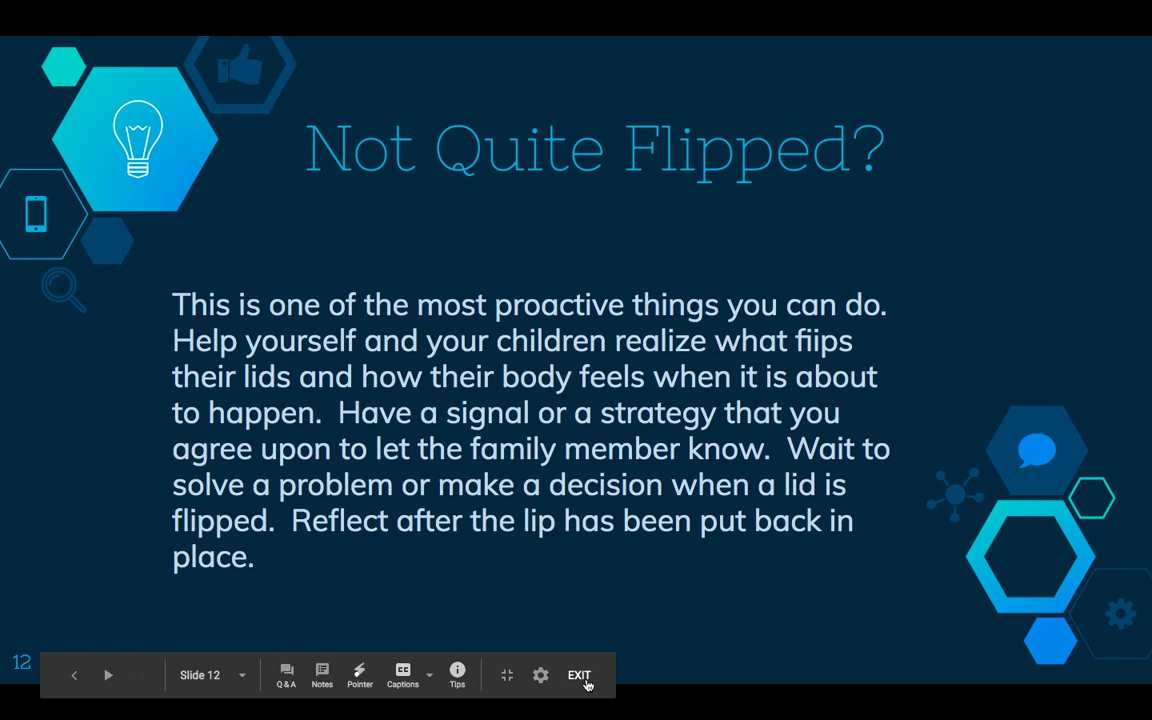 Not Quite Flipped?
This is one of the most proactive things you can do.
Help yourself and your children realize what fiips
their lids and how their body feels when it is about
to happen.  Have a signal or a strategy that you
agree upon to let the family member know.  Wait to
solve a problem or make a decision when a lid is
flipped.  Reflect after the lip has been put back in
place.
12
Slide 12
Q & A
Notes
Pointer
CC
Captions
Tips
EXIT